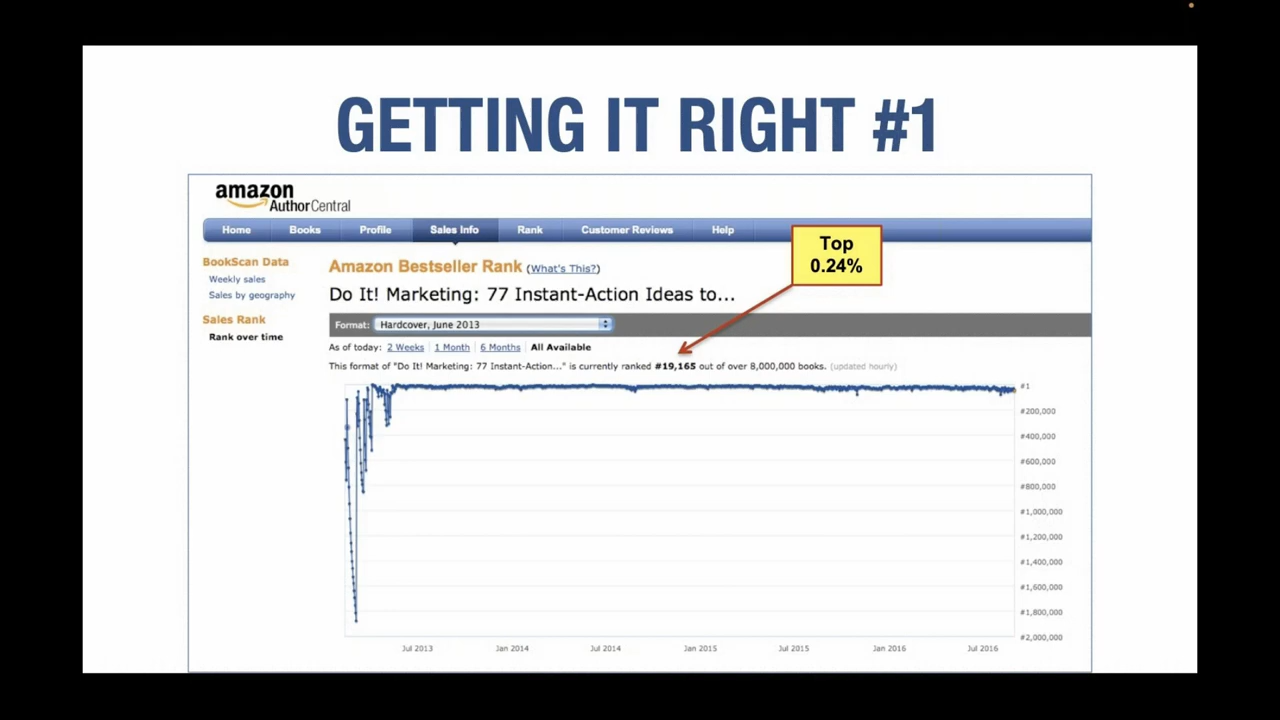 GETTING IT RIGHT #1
amazon
AuthorCentral
Home Books Profile Sales Info Rank Customer Reviews Help
Top
0.24%
BookScan Data
Weekly sales
Sales by geography
Sales Rank
Rank over time
Amazon Bestseller Rank (What's This?)
Do It! Marketing: 77 Instant-Action Ideas to...
Format: Hardcover, June 2013
As of today: 2 Weeks | 1 Month | 6 Months | All Available
This format of "Do It! Marketing: 77 Instant-Action..." is currently ranked #19,165 out of over 8,000,000 books. (updated hourly)
#1
#200,000
#400,000
#600,000
#800,000
#1,000,000
#1,200,000
#1,400,000
#1,600,000
#1,800,000
#2,000,000
Jul 2013 Jan 2014 Jul 2014 Jan 2015 Jul 2015 Jan 2016 Jul 2016